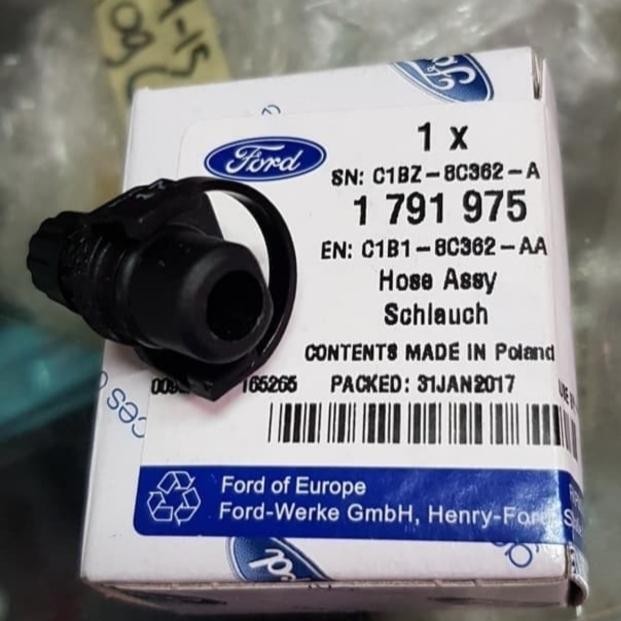 Ford
1 x
SN: C1BZ-8C362-A
1 791 975
EN: C1B1-8C362-AA
Hose Assy
Schlauch
CONTENTS MADE IN Poland
165265 PACKED: 31JAN2017
Ford of Europe
Ford-Werke GmbH, Henry-Ford